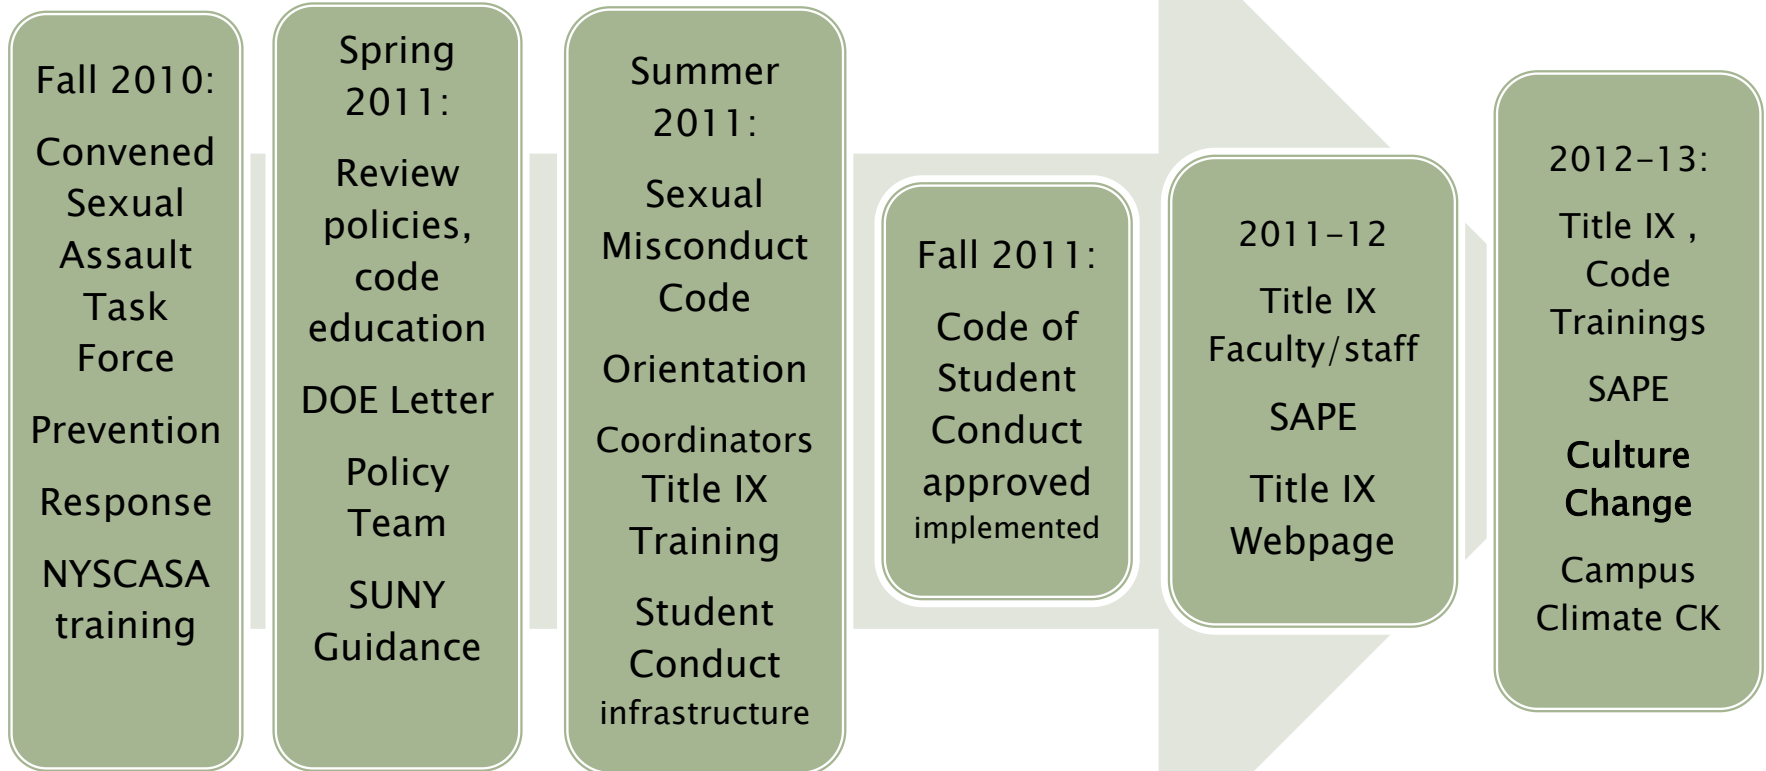 Fall 2010:
Convened
Sexual
Assault
Task
Force
Prevention
Response
NYSCASA
training
Spring
2011:
Review
policies,
code
education
DOE Letter
Policy
Team
SUNY
Guidance
Summer
2011:
Sexual
Misconduct
Code
Orientation
Coordinators
Title IX
Training
Student
Conduct
infrastructure
Fall 2011:
Code of
Student
Conduct
approved
implemented
2011-12
Title IX
Faculty/staff
SAPE
Title IX
Webpage
2012-13:
Title IX ,
Code
Trainings
SAPE
Culture
Change
Campus
Climate CK